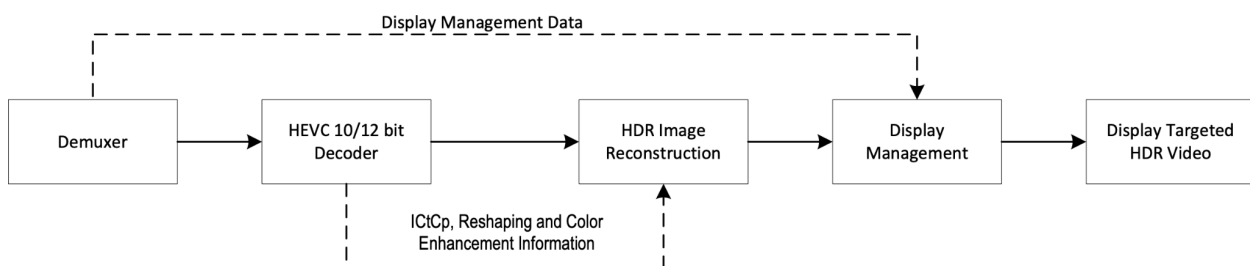 Display Management Data
Demuxer
HEVC 10/12 bit
Decoder
HDR Image
Reconstruction
Display
Management
Display Targeted
HDR Video
ICtCp, Reshaping and Color
Enhancement Information